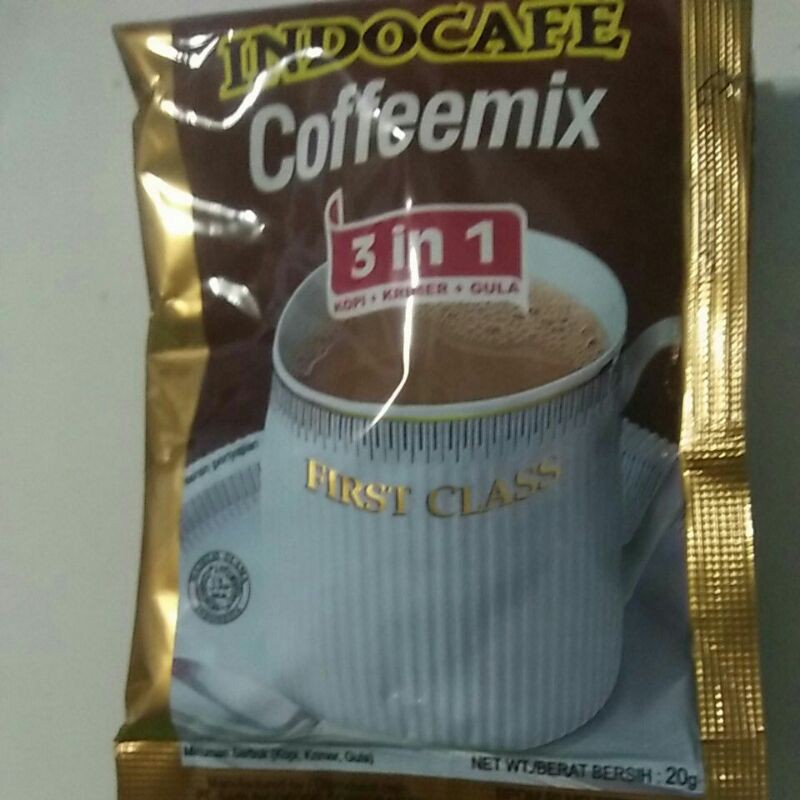 INDOCAFE
Coffeemix
3 in 1
KOPI + KRIMER + GULA
FIRST CLASS
Minuman Serbuk (Kopi, Krimer, Gula)
NET WT./BERAT BERSIH : 20g